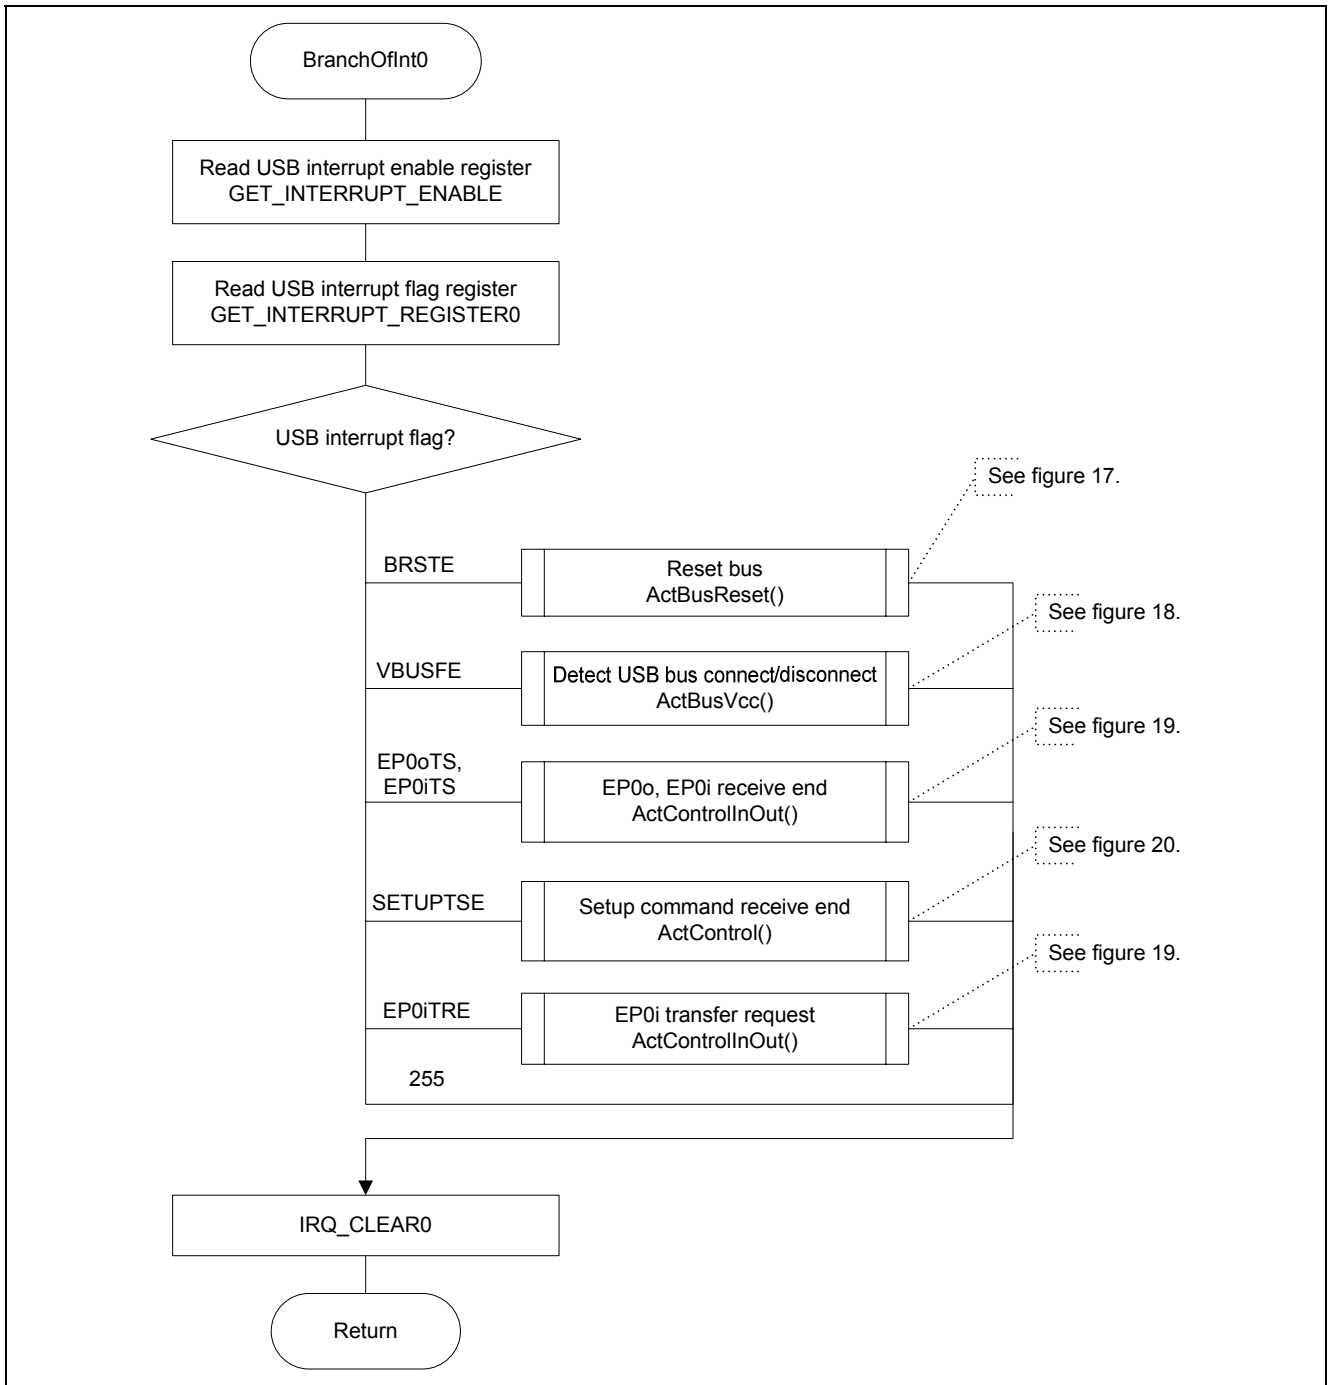 BranchOfInt0
Read USB interrupt enable register
GET_INTERRUPT_ENABLE
Read USB interrupt flag register
GET_INTERRUPT_REGISTER0
USB interrupt flag?
See figure 17.
BRSTE
Reset bus
ActBusReset()
See figure 18.
VBUSFE
Detect USB bus connect/disconnect
ActBusVcc()
See figure 19.
EP0oTS,
EP0iTS
EP0o, EP0i receive end
ActControlInOut()
See figure 20.
SETUPTSE
Setup command receive end
ActControl()
See figure 19.
EP0iTRE
EP0i transfer request
ActControlInOut()
255
IRQ_CLEAR0
Return